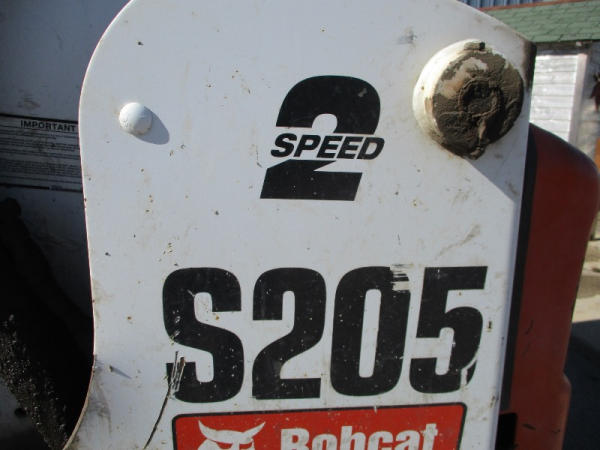 IMPORTANT
2
SPEED
S205
Bobcat